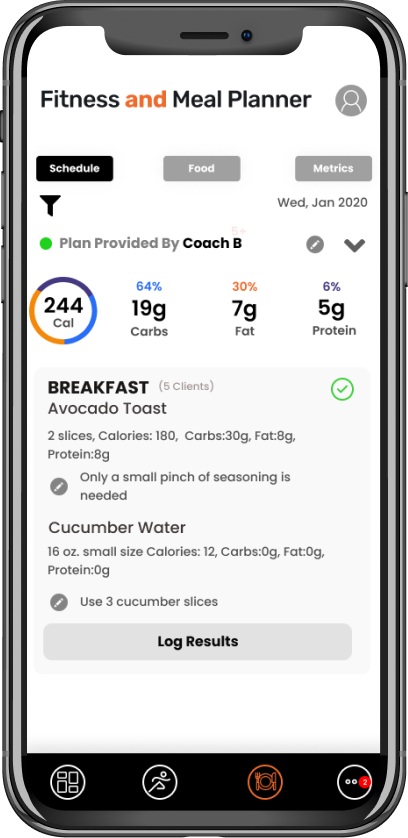 Fitness and Meal Planner
Schedule
Food
Metrics
Wed, Jan 2020
5+
Plan Provided By Coach B
244
Cal
64%
19g
Carbs
30%
7g
Fat
6%
5g
Protein
BREAKFAST (5 Clients)
Avocado Toast
2 slices, Calories: 180, Carbs:30g, Fat:8g,
Protein:8g
Only a small pinch of seasoning is
needed
Cucumber Water
16 oz. small size Calories: 12, Carbs:0g, Fat:0g,
Protein:0g
Use 3 cucumber slices
Log Results
2